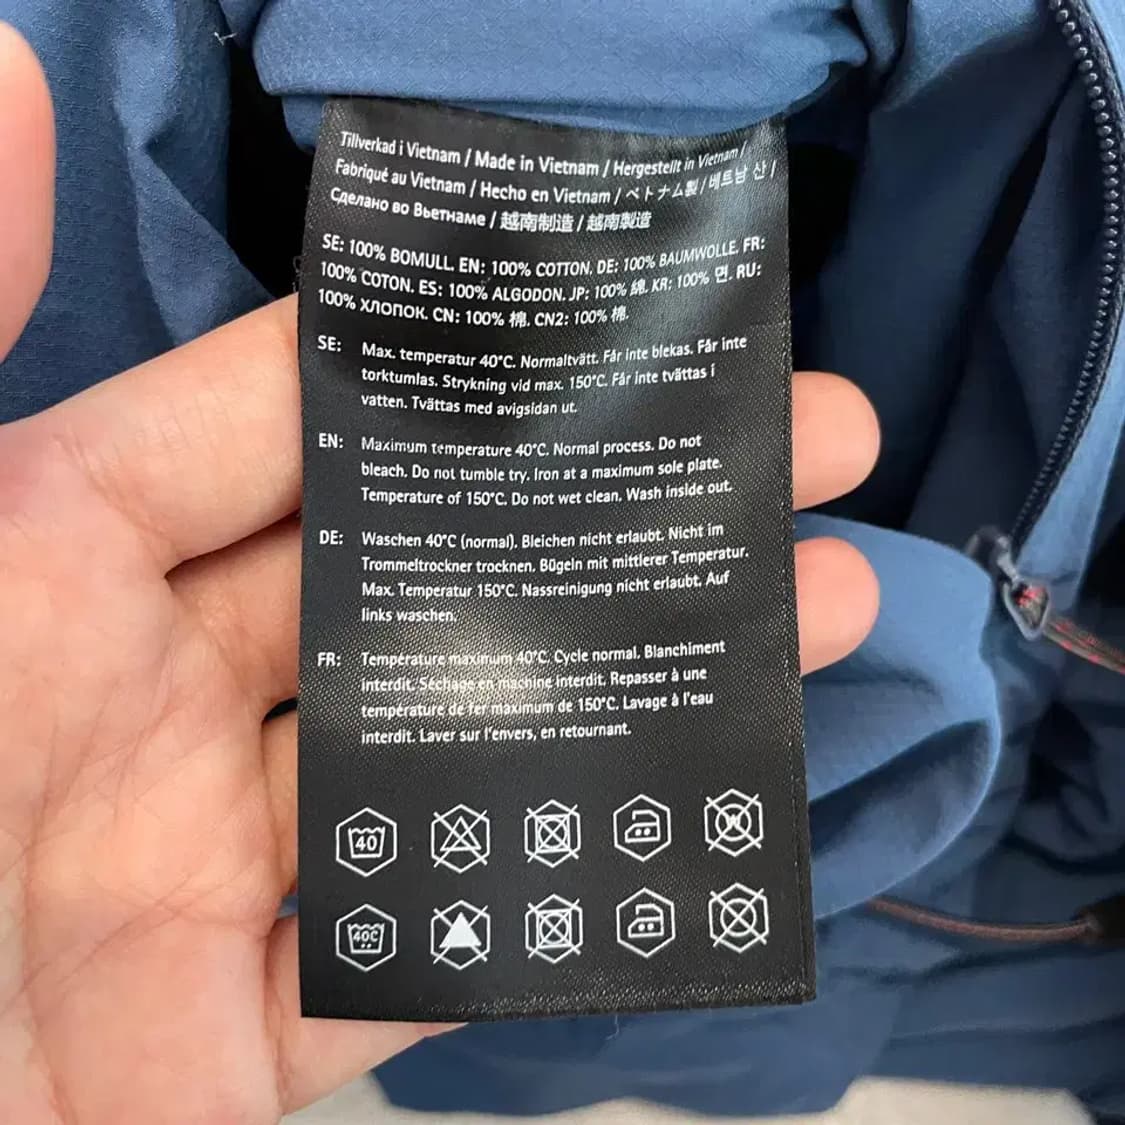 Tillverkad i Vietnam / Made in Vietnam / Hergestellt in Vietnam /
Fabriqué au Vietnam / Hecho en Vietnam / ベトナム製 / 베트남 산 /
Сделано во Вьетнаме / 越南制造 / 越南製造
SE: 100% BOMULL. EN: 100% COTTON. DE: 100% BAUMWOLLE. FR:
100% COTON. ES: 100% ALGODON. JP: 100% 綿. KR: 100% 면. RU:
100% ХЛОПОК. CN: 100% 棉. CN2: 100% 棉.
SE: Max. temperatur 40°C. Normaltvätt. Får inte blekas. Får inte
torktumlas. Strykning vid max. 150°C. Får inte tvättas i
vatten. Tvättas med avigsidan ut.
EN: Maximum temperature 40°C. Normal process. Do not
bleach. Do not tumble try. Iron at a maximum sole plate.
Temperature of 150°C. Do not wet clean. Wash inside out.
DE: Waschen 40°C (normal). Bleichen nicht erlaubt. Nicht im
Trommeltrockner trocknen. Bügeln mit mittlerer Temperatur.
Max. Temperatur 150°C. Nassreinigung nicht erlaubt. Auf
links waschen.
FR: Température maximum 40°C. Cycle normal. Blanchiment
interdit. Séchage en machine interdit. Repasser à une
température de fer maximum de 150°C. Lavage à l'eau
interdit. Laver sur l'envers, en retournant.
40 W
40C